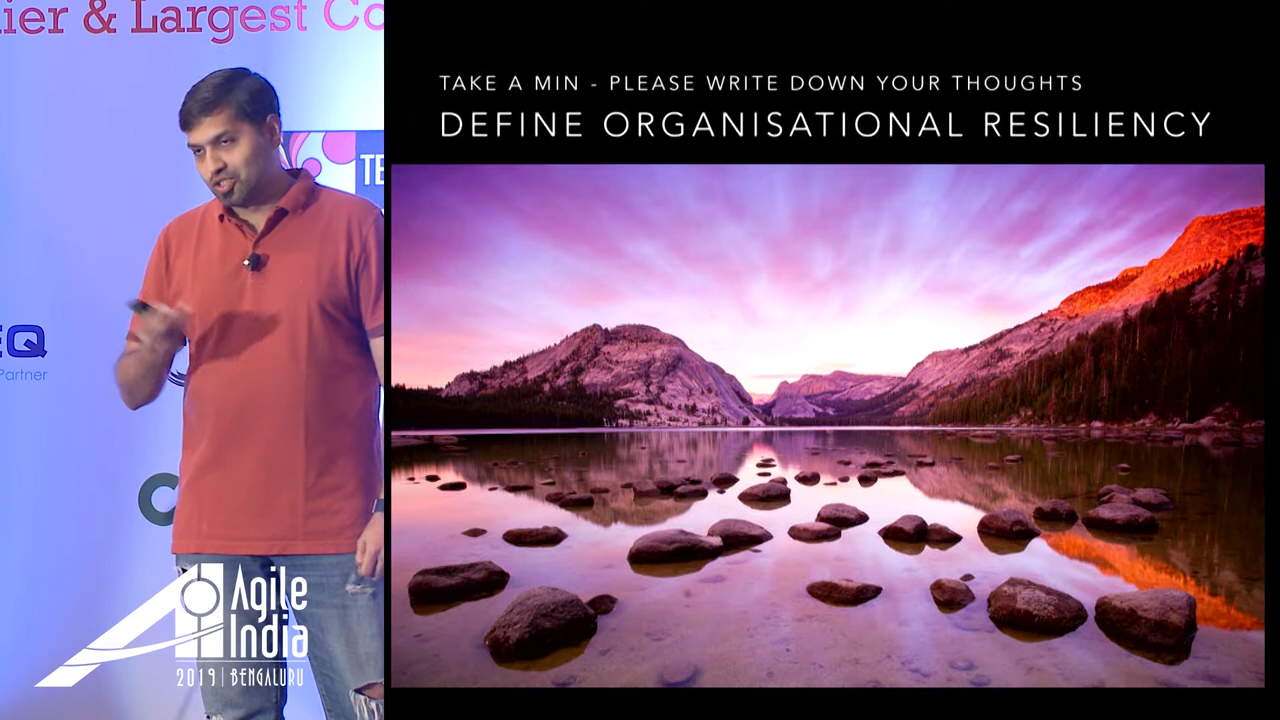 ier & Largest Co
TE
EQ
Partner
TAKE A MIN - PLEASE WRITE DOWN YOUR THOUGHTS
DEFINE ORGANISATIONAL RESILIENCY
Agile
India
2019 | BENGALURU